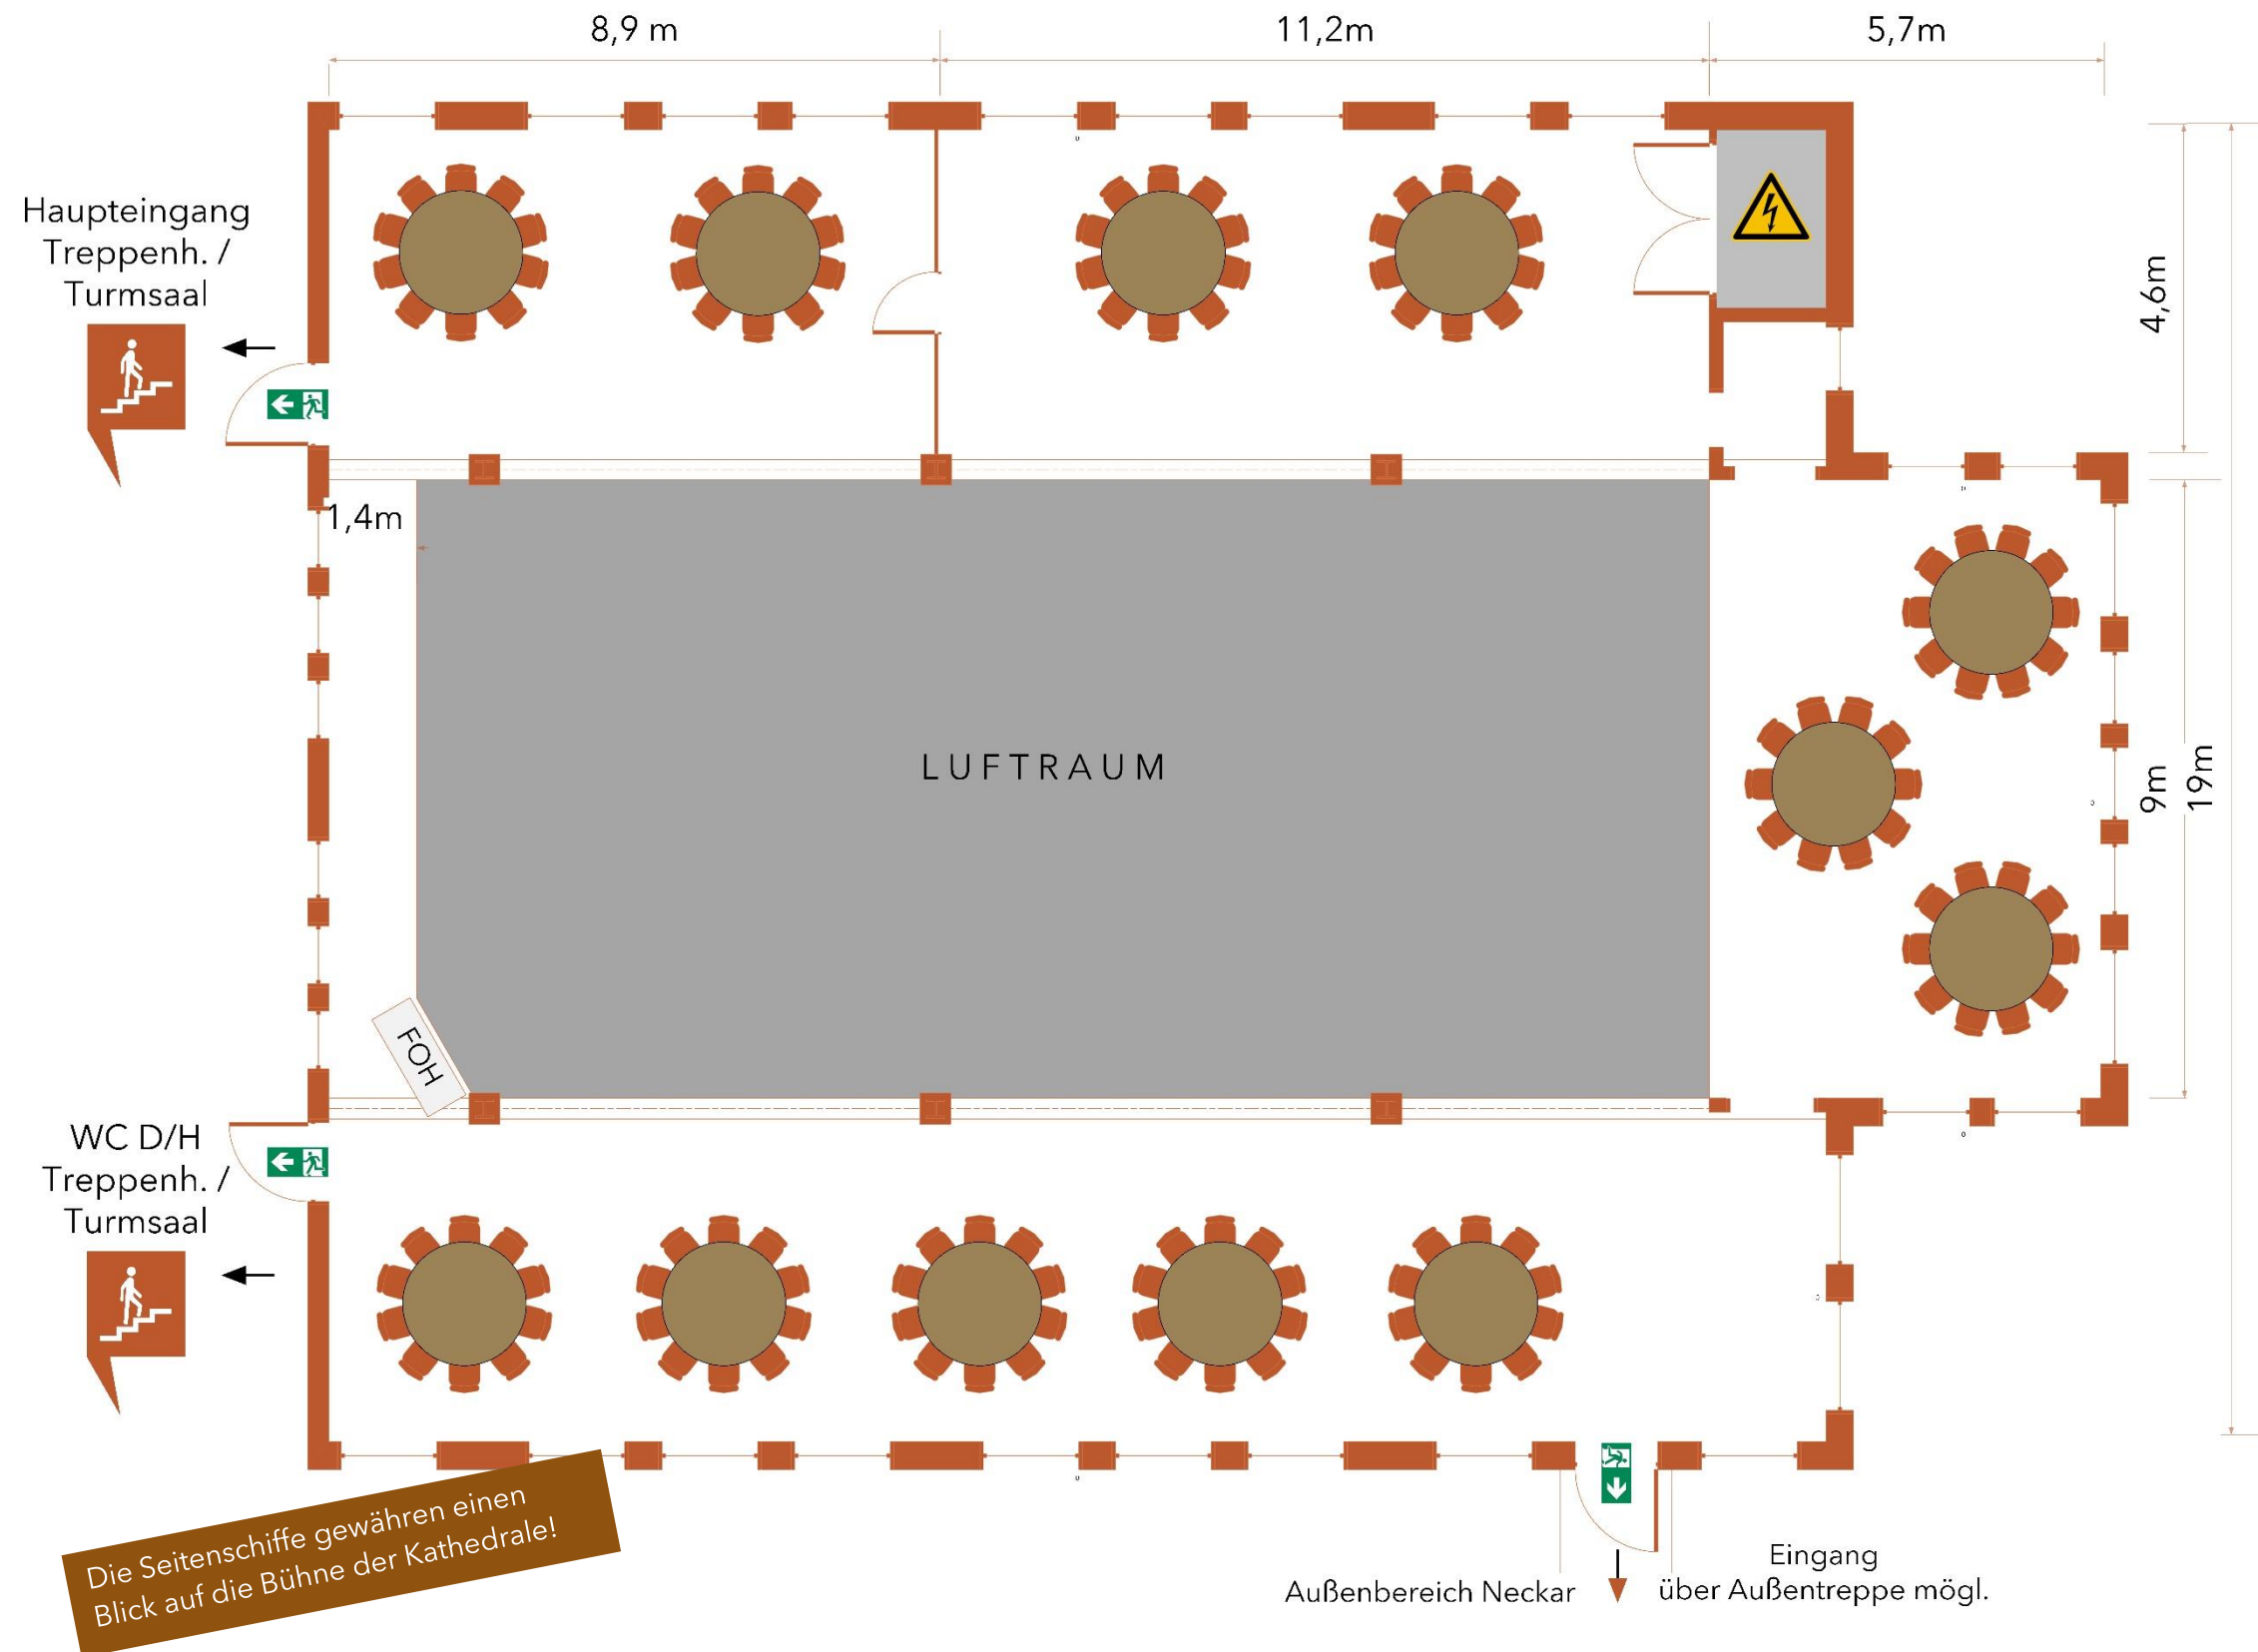 8,9 m
11,2m
5,7m
Haupteingang
Treppenh. /
Turmsaal
4,6m
1,4m
LUFTRAUM
9m
19m
FOH
WC D/H
Treppenh. /
Turmsaal
Die Seitenschiffe gewähren einen
Blick auf die Bühne der Kathedrale!
Außenbereich Neckar
Eingang
über Außentreppe mögl.